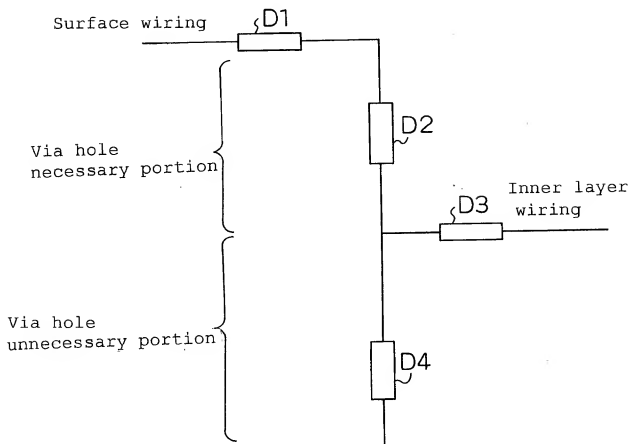 Surface wiring
D1
D2
Via hole
necessary portion
Inner layer
wiring
D3
Via hole
unnecessary portion
D4